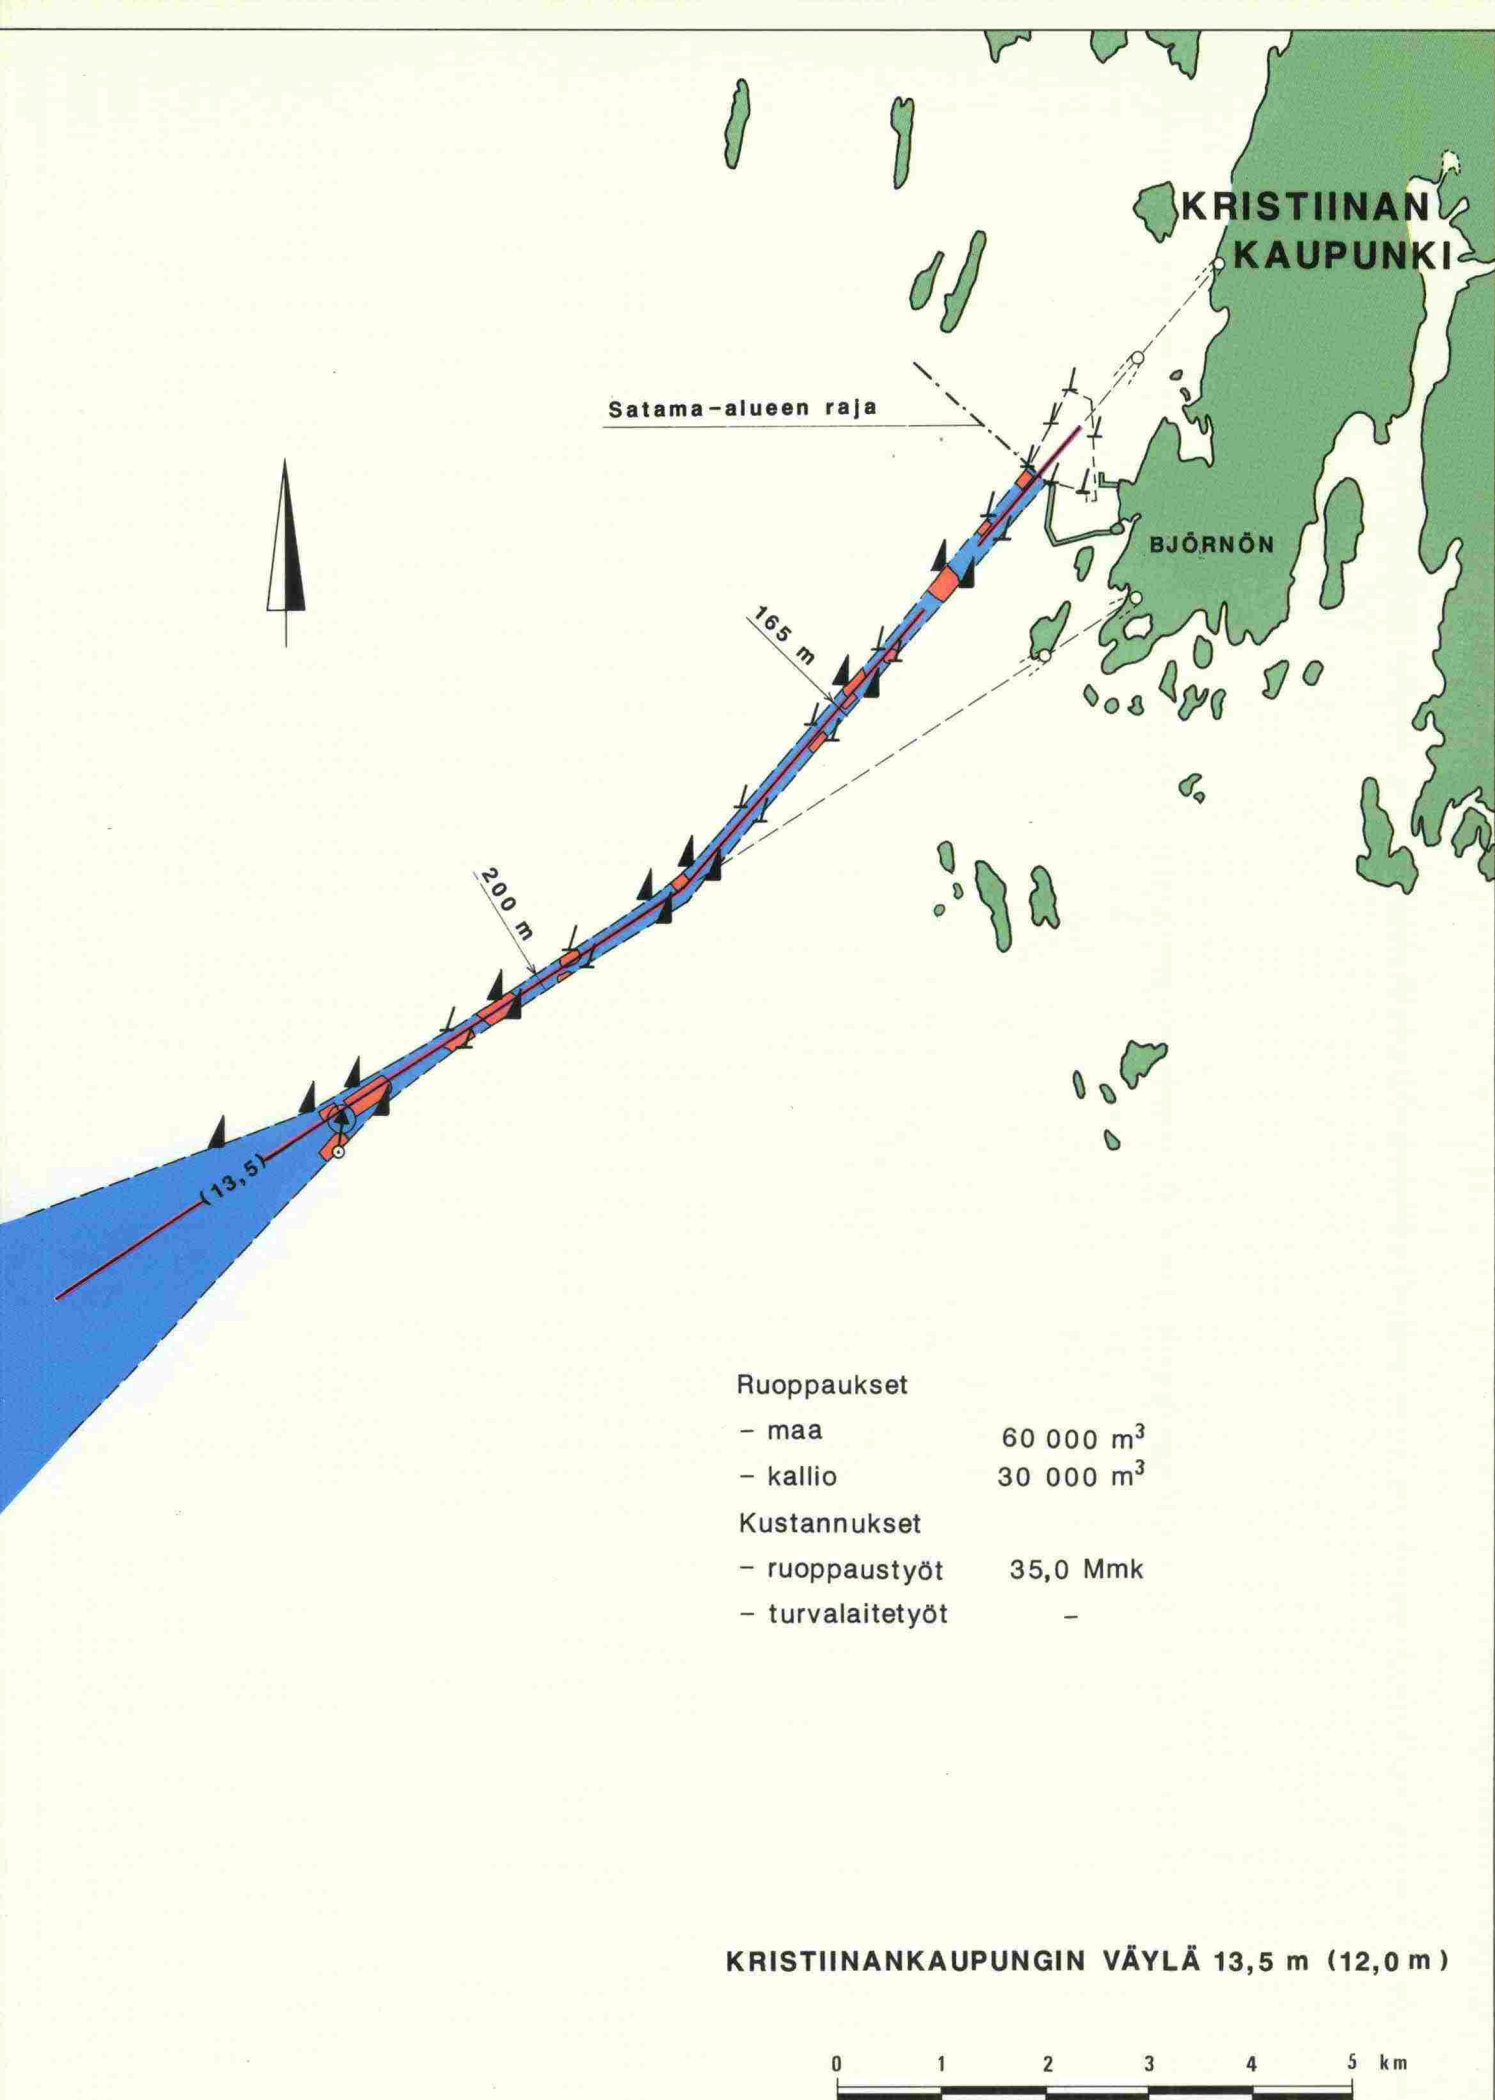 KRISTIINAN
KAUPUNKI
Satama-alueen raja
BJÖRNÖN
165 m
200 m
(13,5)
Ruoppaukset
- maa 60 000 m³
- kallio 30 000 m³
Kustannukset
- ruoppaustyöt 35,0 Mmk
- turvalaitetyöt -
KRISTIINANKAUPUNGIN VÄYLÄ 13,5 m (12,0 m)
0 1 2 3 4 5 km